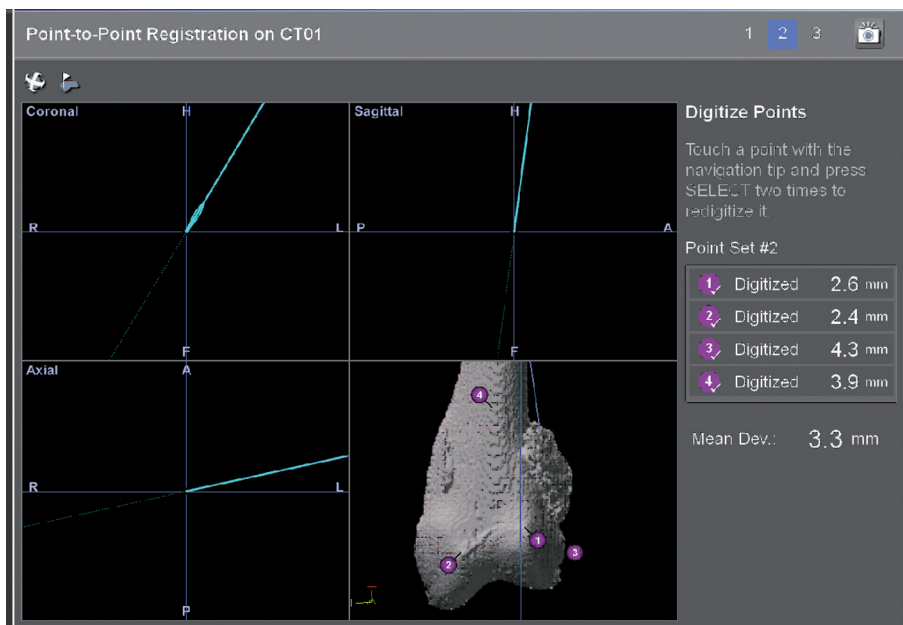 Point-to-Point Registration on CT01
1 2 3
Coronal
H
R
L
F
Sagittal
H
P
A
F
Axial
A
R
L
P
4
1
2
3
Digitize Points
Touch a point with the
navigation tip and press
SELECT two times to
redigitize it.
Point Set #2
1 Digitized 2.6 mm
2 Digitized 2.4 mm
3 Digitized 4.3 mm
4 Digitized 3.9 mm
Mean Dev.: 3.3 mm